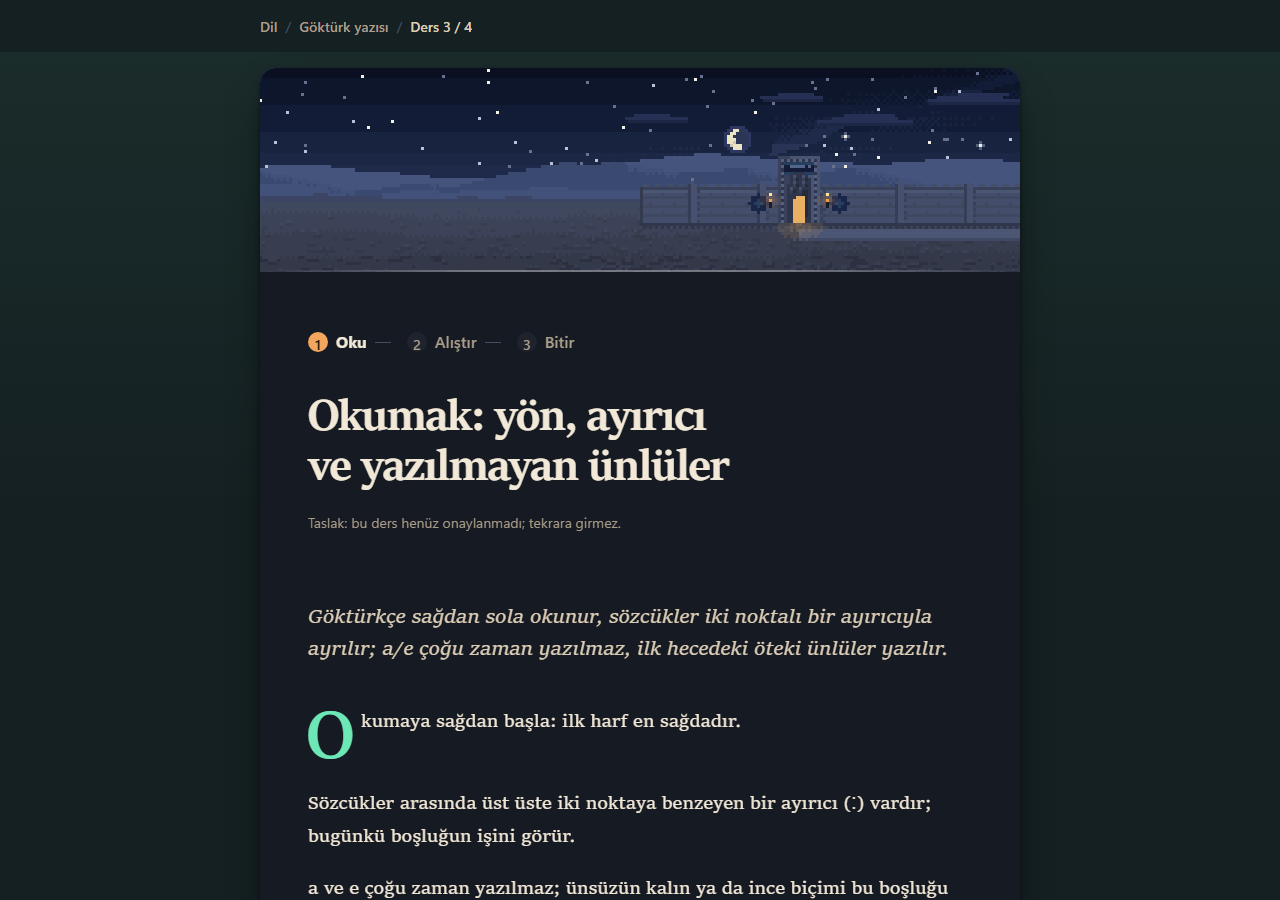 Dil / Göktürk yazısı / Ders 3 / 4
1 Oku — 2 Alıştır — 3 Bitir
Okumak: yön, ayırıcı
ve yazılmayan ünlüler
Taslak: bu ders henüz onaylanmadı; tekrara girmez.
Göktürkçe sağdan sola okunur, sözcükler iki noktalı bir ayırıcıyla
ayrılır; a/e çoğu zaman yazılmaz, ilk hecedeki öteki ünlüler yazılır.
Okumaya sağdan başla: ilk harf en sağdadır.
Sözcükler arasında üst üste iki noktaya benzeyen bir ayırıcı (⁚) vardır;
bugünkü boşluğun işini görür.
a ve e çoğu zaman yazılmaz; ünsüzün kalın ya da ince biçimi bu boşluğu